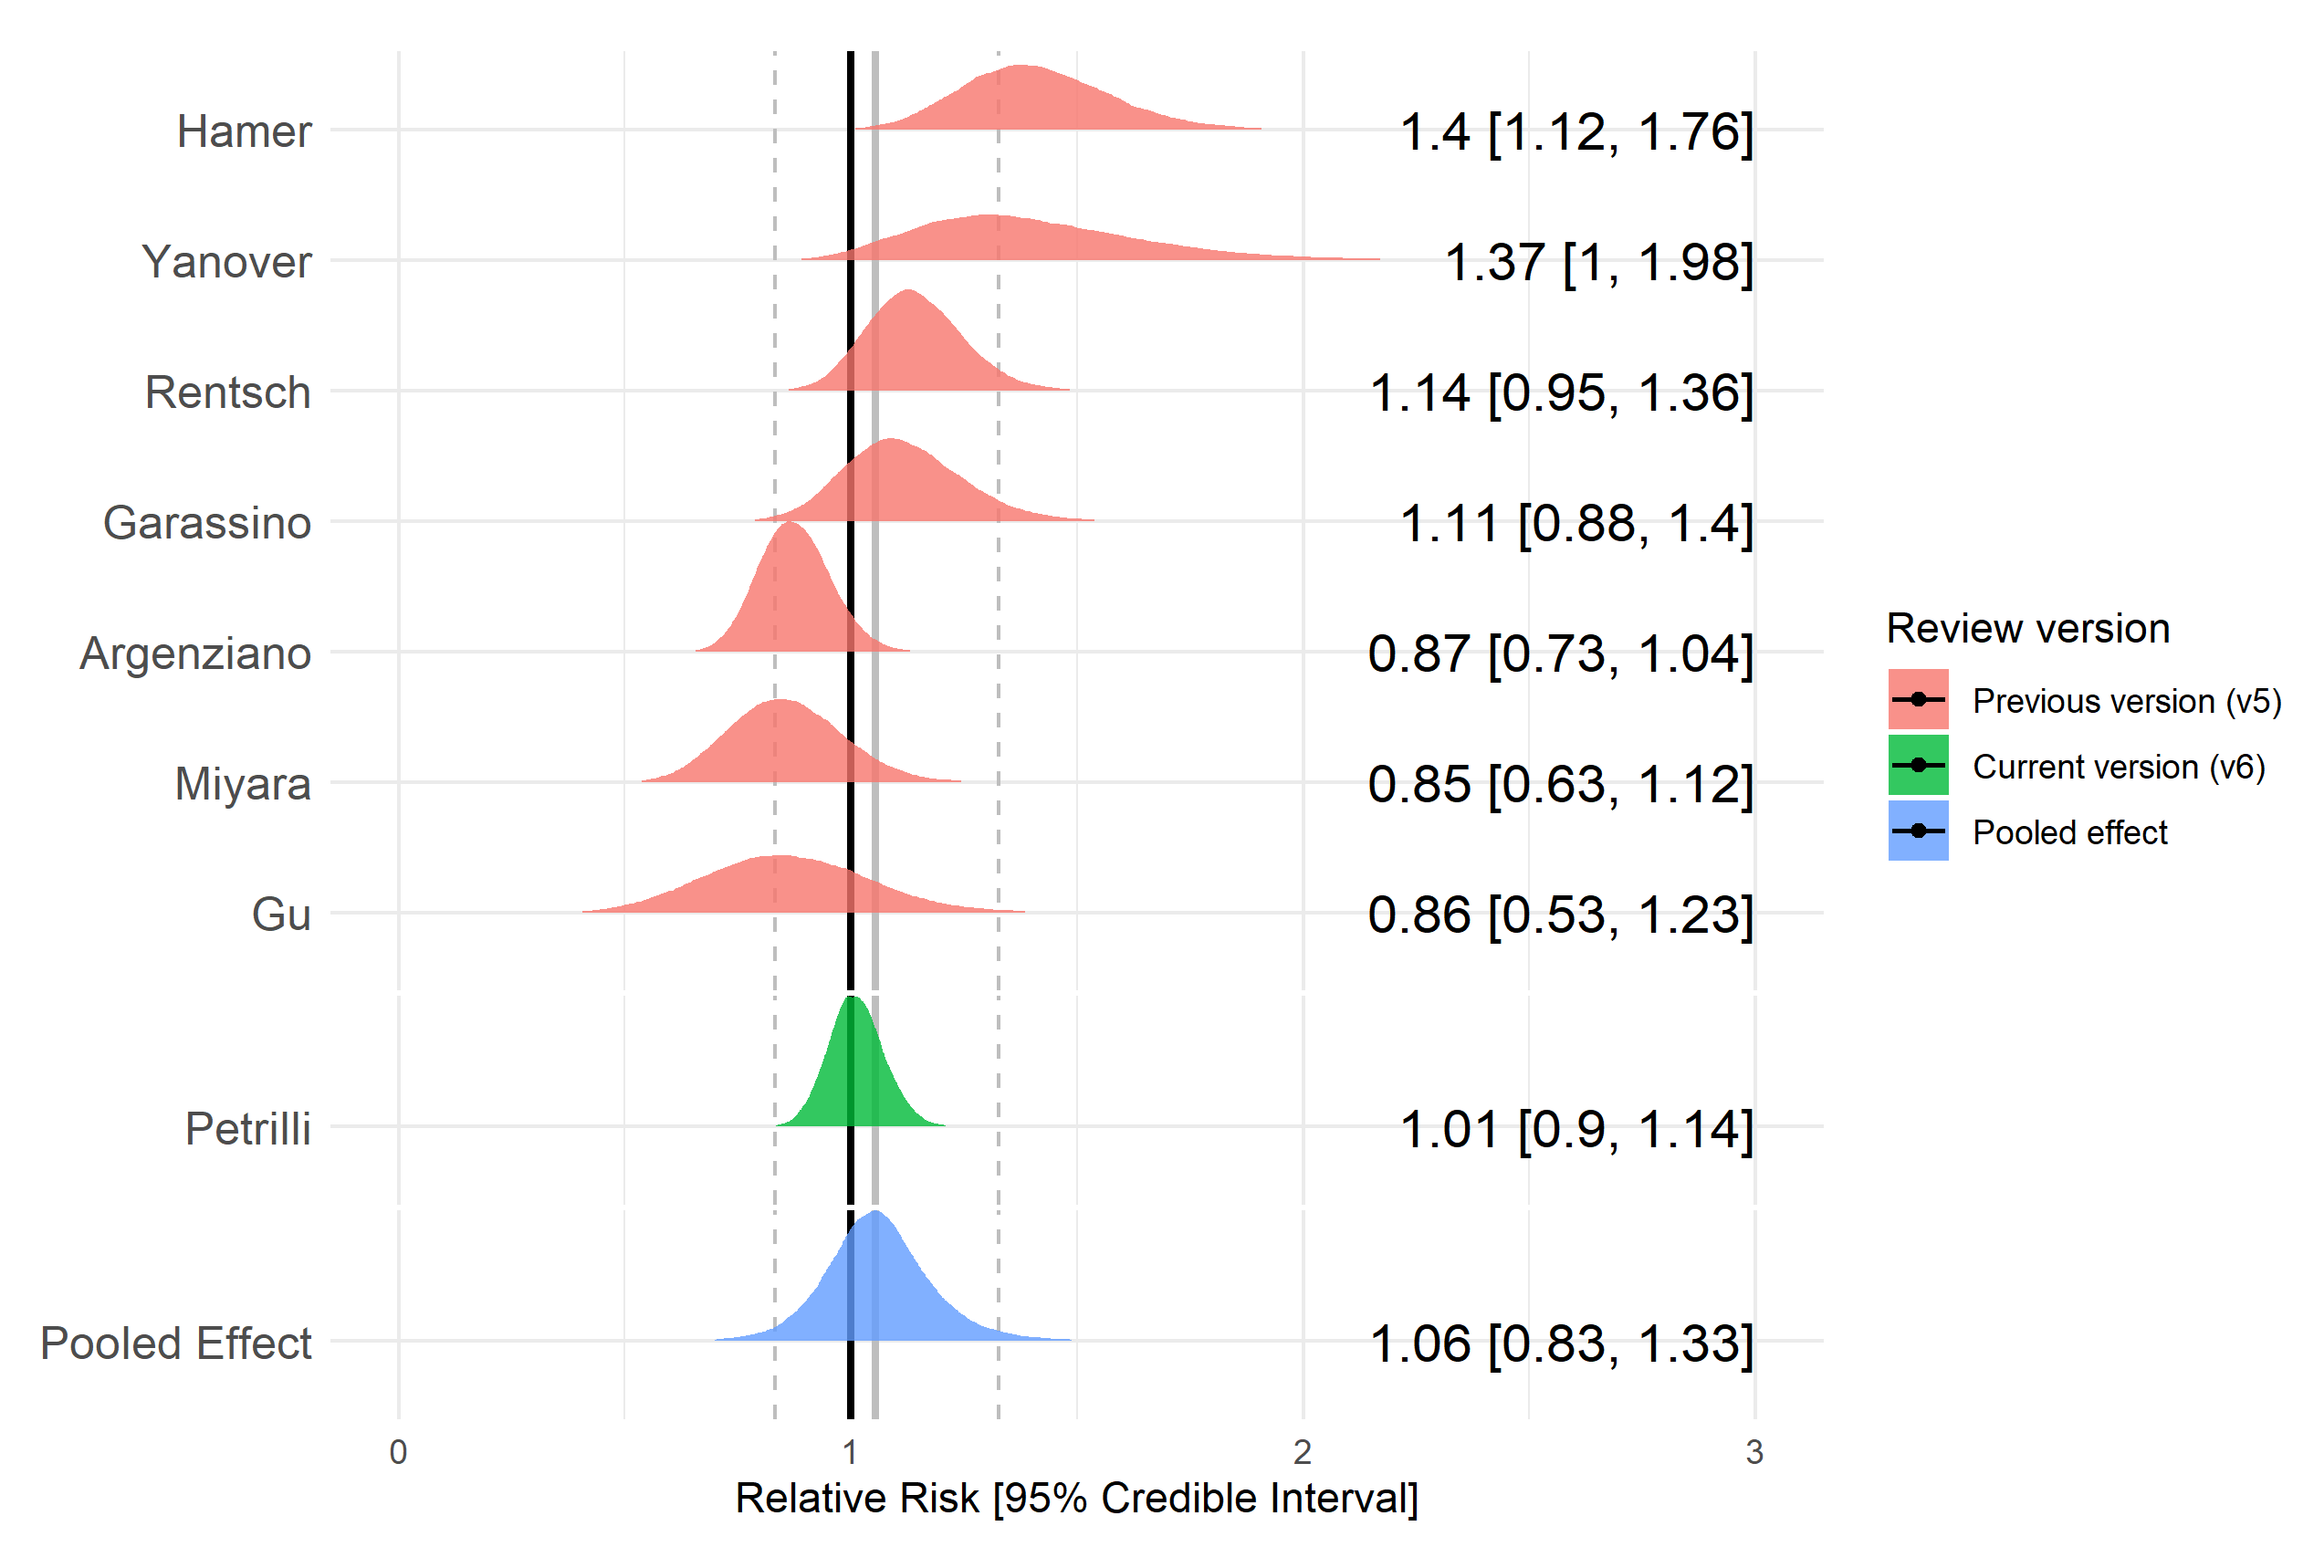 Hamer 1.4 [1.12, 1.76]
Yanover 1.37 [1, 1.98]
Rentsch 1.14 [0.95, 1.36]
Garassino 1.11 [0.88, 1.4]
Argenziano 0.87 [0.73, 1.04]
Miyara 0.85 [0.63, 1.12]
Gu 0.86 [0.53, 1.23]
Petrilli 1.01 [0.9, 1.14]
Pooled Effect 1.06 [0.83, 1.33]
0 1 2 3
Relative Risk [95% Credible Interval]
Review version
Previous version (v5)
Current version (v6)
Pooled effect